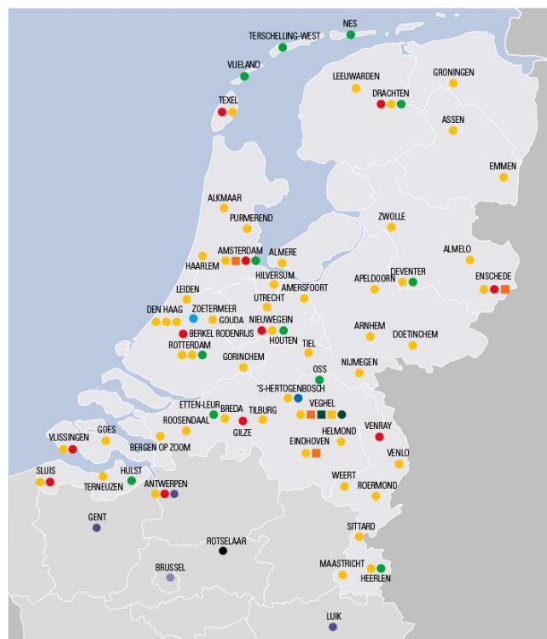 NES
TERSCHELLING-WEST
VLIELAND
TEXEL
LEEUWARDEN
GRONINGEN
DRACHTEN
ASSEN
EMMEN
ALKMAAR
PURMEREND
ZWOLLE
AMSTERDAM
HAARLEM
ALMERE
ALMELO
HILVERSUM
DEVENTER
ENSCHEDE
APELDOORN
AMERSFOORT
LEIDEN
UTRECHT
DEN HAAG
ZOETERMEER
GOUDA
NIEUWEGEIN
BERKEL RODENRIJS
HOUTEN
ARNHEM
DOETINCHEM
ROTTERDAM
TIEL
GORINCHEM
NIJMEGEN
OSS
'S-HERTOGENBOSCH
ETTEN-LEUR
BREDA
TILBURG
VEGHEL
ROOSENDAAL
GILZE
HELMOND
VENRAY
VLISSINGEN
GOES
BERGEN OP ZOOM
EINDHOVEN
VENLO
SLUIS
TERNEUZEN
HULST
ANTWERPEN
WEERT
ROERMOND
GENT
ROTSELAAR
SITTARD
BRUSSEL
MAASTRICHT
HEERLEN
LUIK